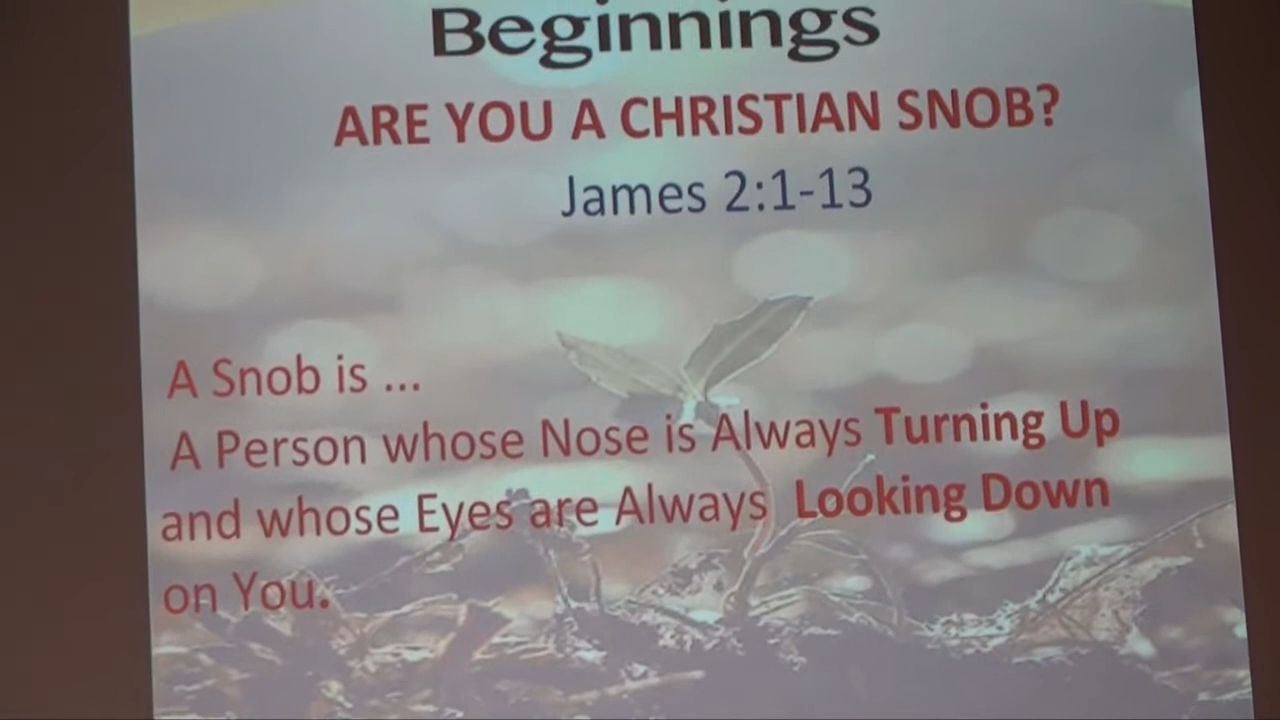 Beginnings
ARE YOU A CHRISTIAN SNOB?
James 2:1-13
A Snob is ...
A Person whose Nose is Always Turning Up
and whose Eyes are Always Looking Down
on You.